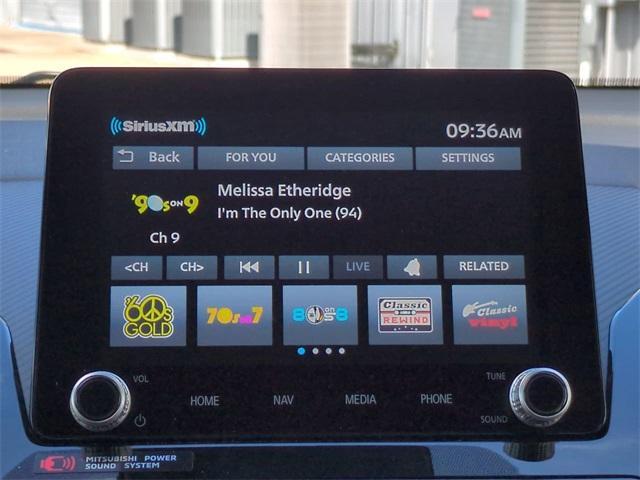 SiriusXM
09:36AM
Back FOR YOU CATEGORIES SETTINGS
'90s ON 9
Melissa Etheridge
I'm The Only One (94)
Ch 9
<CH CH> LIVE RELATED
'60s GOLD
70s on 7
80s on 8
Classic REWIND
Classic vinyl
VOL
TUNE
HOME NAV MEDIA PHONE
SOUND
MITSUBISHI POWER
SOUND SYSTEM